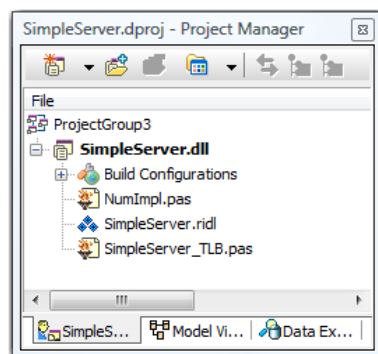 SimpleServer.dproj - Project Manager
File
ProjectGroup3
SimpleServer.dll
Build Configurations
NumImpl.pas
SimpleServer.ridl
SimpleServer_TLB.pas
SimpleS... Model Vi... Data Ex...